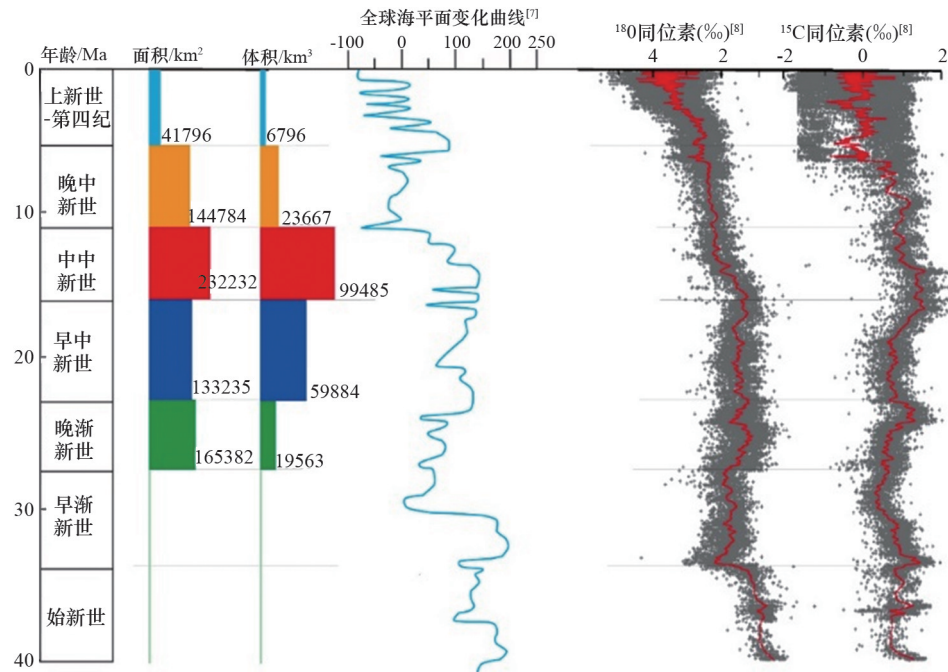 全球海平面变化曲线[7]
-100 0 100 200 250
年龄/Ma 面积/km² 体积/km³
¹⁸0同位素(‰)[8] ¹⁵C同位素(‰)[8]
4 2 -2 0 2
0
上新世
-第四纪
41796 6796
晚中
新世
10
144784 23667
中中
新世
232232 99485
早中
新世
20
133235 59884
晚渐
新世
165382 19563
早渐
新世
30
始新世
40